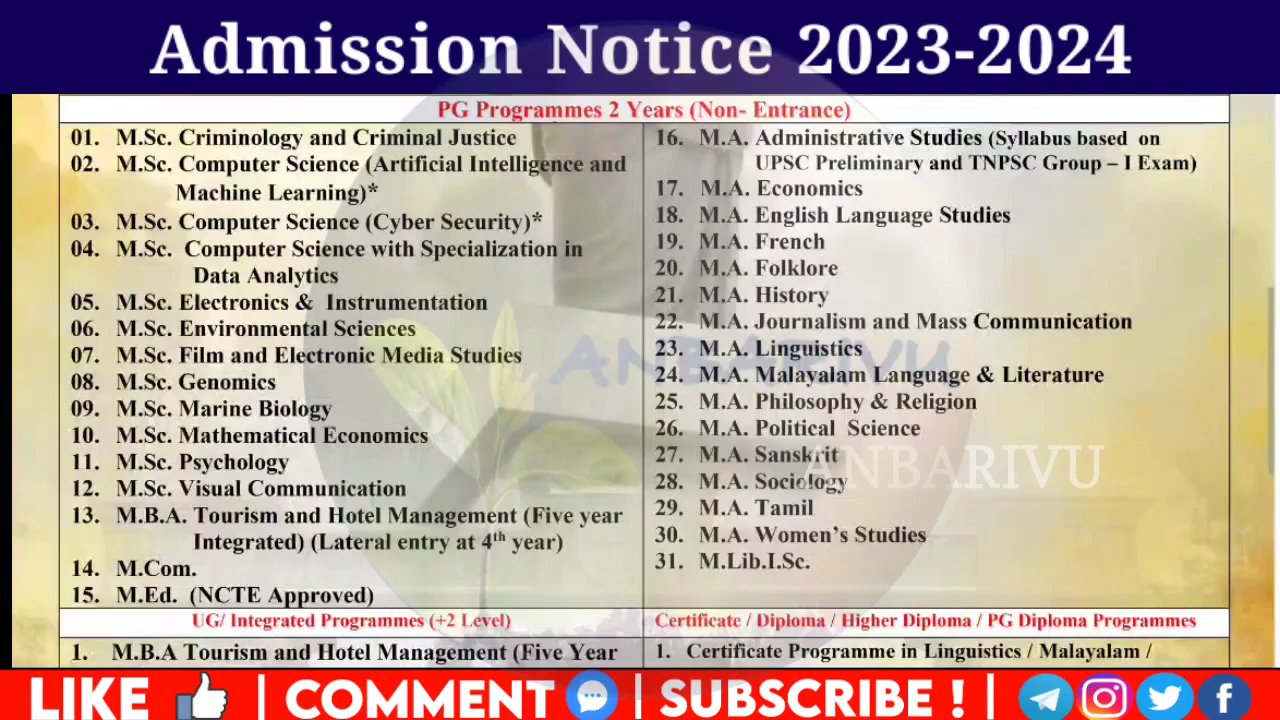 Admission Notice 2023-2024
PG Programmes 2 Years (Non- Entrance)
01. M.Sc. Criminology and Criminal Justice
02. M.Sc. Computer Science (Artificial Intelligence and
Machine Learning)*
03. M.Sc. Computer Science (Cyber Security)*
04. M.Sc. Computer Science with Specialization in
Data Analytics
05. M.Sc. Electronics & Instrumentation
06. M.Sc. Environmental Sciences
07. M.Sc. Film and Electronic Media Studies
08. M.Sc. Genomics
09. M.Sc. Marine Biology
10. M.Sc. Mathematical Economics
11. M.Sc. Psychology
12. M.Sc. Visual Communication
13. M.B.A. Tourism and Hotel Management (Five year
Integrated) (Lateral entry at 4th year)
14. M.Com.
15. M.Ed. (NCTE Approved)
16. M.A. Administrative Studies (Syllabus based on
UPSC Preliminary and TNPSC Group – I Exam)
17. M.A. Economics
18. M.A. English Language Studies
19. M.A. French
20. M.A. Folklore
21. M.A. History
22. M.A. Journalism and Mass Communication
23. M.A. Linguistics
24. M.A. Malayalam Language & Literature
25. M.A. Philosophy & Religion
26. M.A. Political Science
27. M.A. Sanskrit
28. M.A. Sociology
29. M.A. Tamil
30. M.A. Women's Studies
31. M.Lib.I.Sc.
ANBARIVU
ANBARIVU
UG/ Integrated Programmes (+2 Level)
1. M.B.A Tourism and Hotel Management (Five Year
Certificate / Diploma / Higher Diploma / PG Diploma Programmes
1. Certificate Programme in Linguistics / Malayalam /
LIKE | COMMENT | SUBSCRIBE ! |